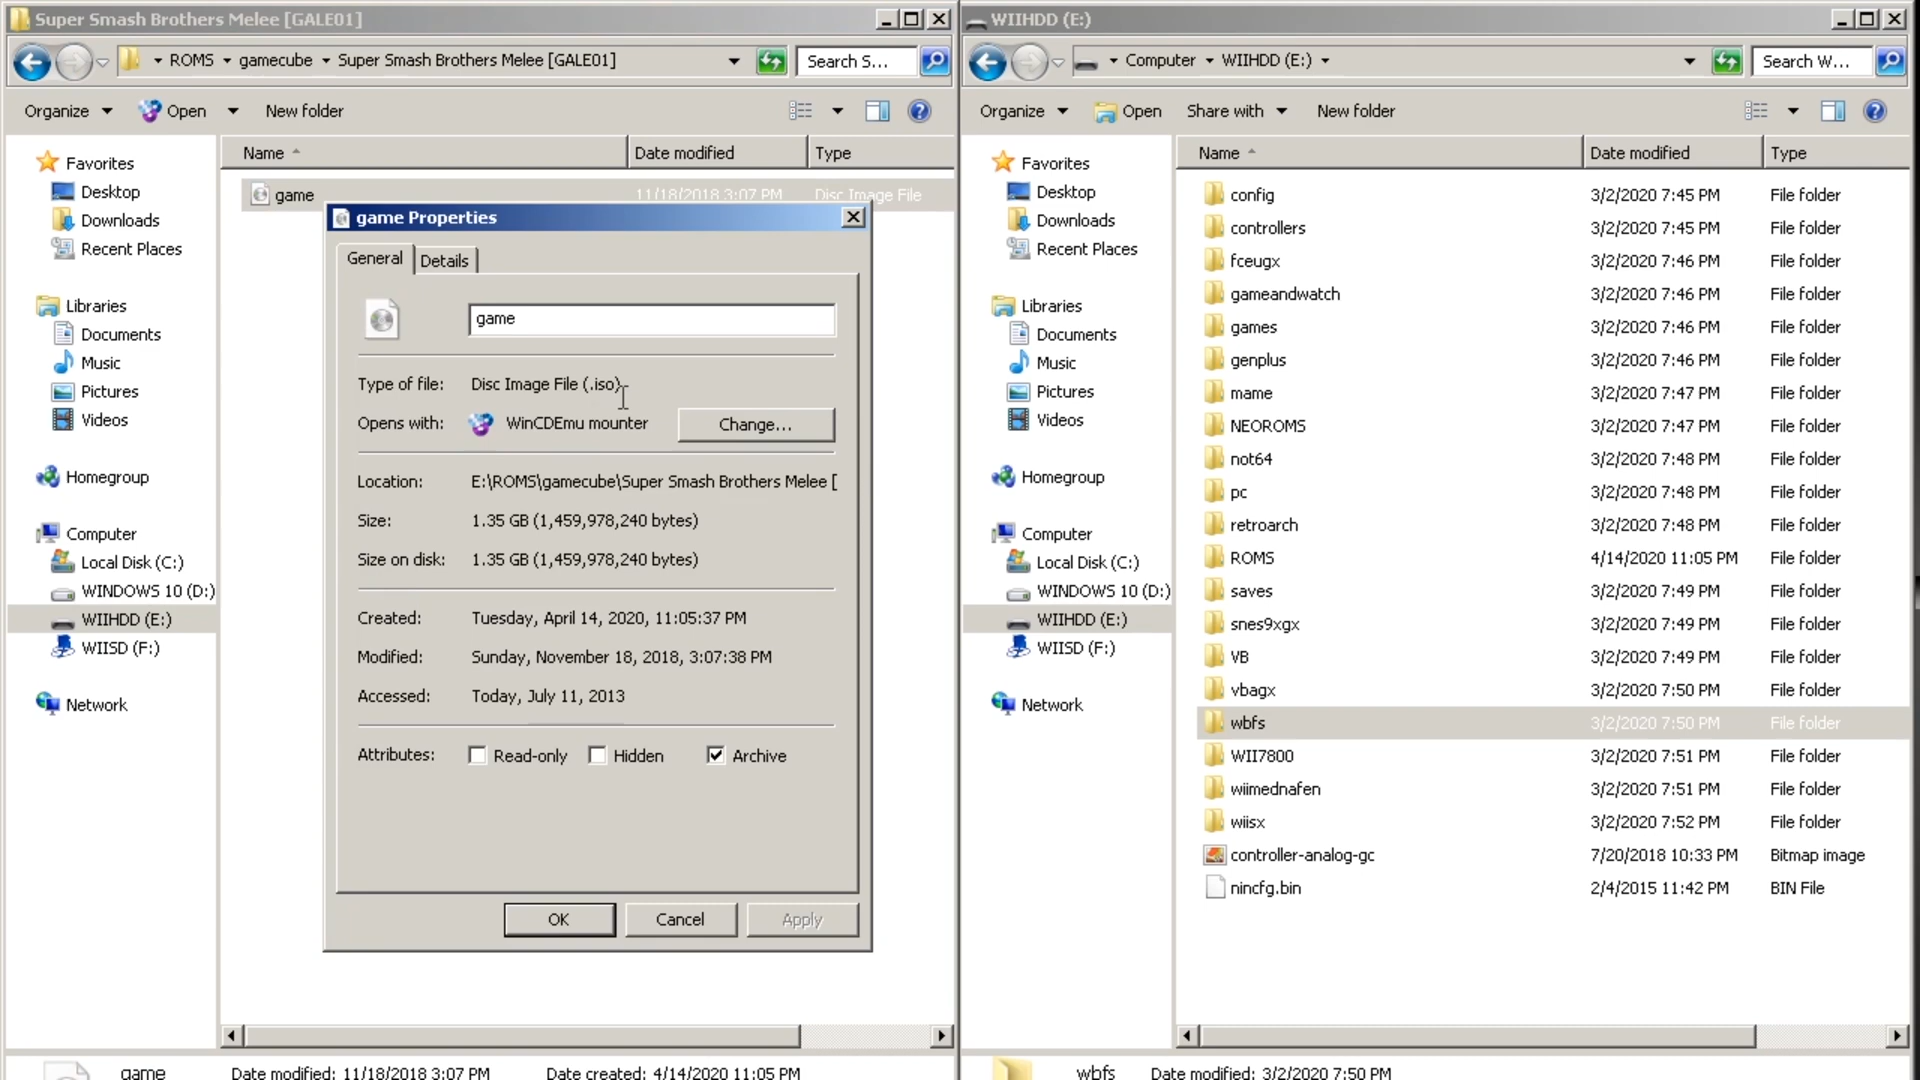 Super Smash Brothers Melee [GALE01]
ROMS gamecube Super Smash Brothers Melee [GALE01]
Search S...
Organize Open New folder
Name Date modified Type
Favorites
Desktop
Downloads
Recent Places
Libraries
Documents
Music
Pictures
Videos
Homegroup
Computer
Local Disk (C:)
WINDOWS 10 (D:)
WIIHDD (E:)
WIISD (F:)
Network
game 11/18/2018 3:07 PM Disc Image File
game Properties
General Details
game
Type of file: Disc Image File (.iso)
Opens with: WinCDEmu mounter Change...
Location: E:\ROMS\gamecube\Super Smash Brothers Melee [
Size: 1.35 GB (1,459,978,240 bytes)
Size on disk: 1.35 GB (1,459,978,240 bytes)
Created: Tuesday, April 14, 2020, 11:05:37 PM
Modified: Sunday, November 18, 2018, 3:07:38 PM
Accessed: Today, July 11, 2013
Attributes: Read-only Hidden Archive
OK Cancel Apply
game Date modified: 11/18/2018 3:07 PM Date created: 4/14/2020 11:05 PM
WIIHDD (E:)
Computer WIIHDD (E:)
Search W...
Organize Open Share with New folder
Name Date modified Type
Favorites
Desktop
Downloads
Recent Places
Libraries
Documents
Music
Pictures
Videos
Homegroup
Computer
Local Disk (C:)
WINDOWS 10 (D:)
WIIHDD (E:)
WIISD (F:)
Network
config 3/2/2020 7:45 PM File folder
controllers 3/2/2020 7:45 PM File folder
fceugx 3/2/2020 7:46 PM File folder
gameandwatch 3/2/2020 7:46 PM File folder
games 3/2/2020 7:46 PM File folder
genplus 3/2/2020 7:46 PM File folder
mame 3/2/2020 7:47 PM File folder
NEOROMS 3/2/2020 7:47 PM File folder
not64 3/2/2020 7:48 PM File folder
pc 3/2/2020 7:48 PM File folder
retroarch 3/2/2020 7:48 PM File folder
ROMS 4/14/2020 11:05 PM File folder
saves 3/2/2020 7:49 PM File folder
snes9xgx 3/2/2020 7:49 PM File folder
VB 3/2/2020 7:49 PM File folder
vbagx 3/2/2020 7:50 PM File folder
wbfs 3/2/2020 7:50 PM File folder
WII7800 3/2/2020 7:51 PM File folder
wiimednafen 3/2/2020 7:51 PM File folder
wiisx 3/2/2020 7:52 PM File folder
controller-analog-gc 7/20/2018 10:33 PM Bitmap image
nincfg.bin 2/4/2015 11:42 PM BIN File
wbfs Date modified: 3/2/2020 7:50 PM